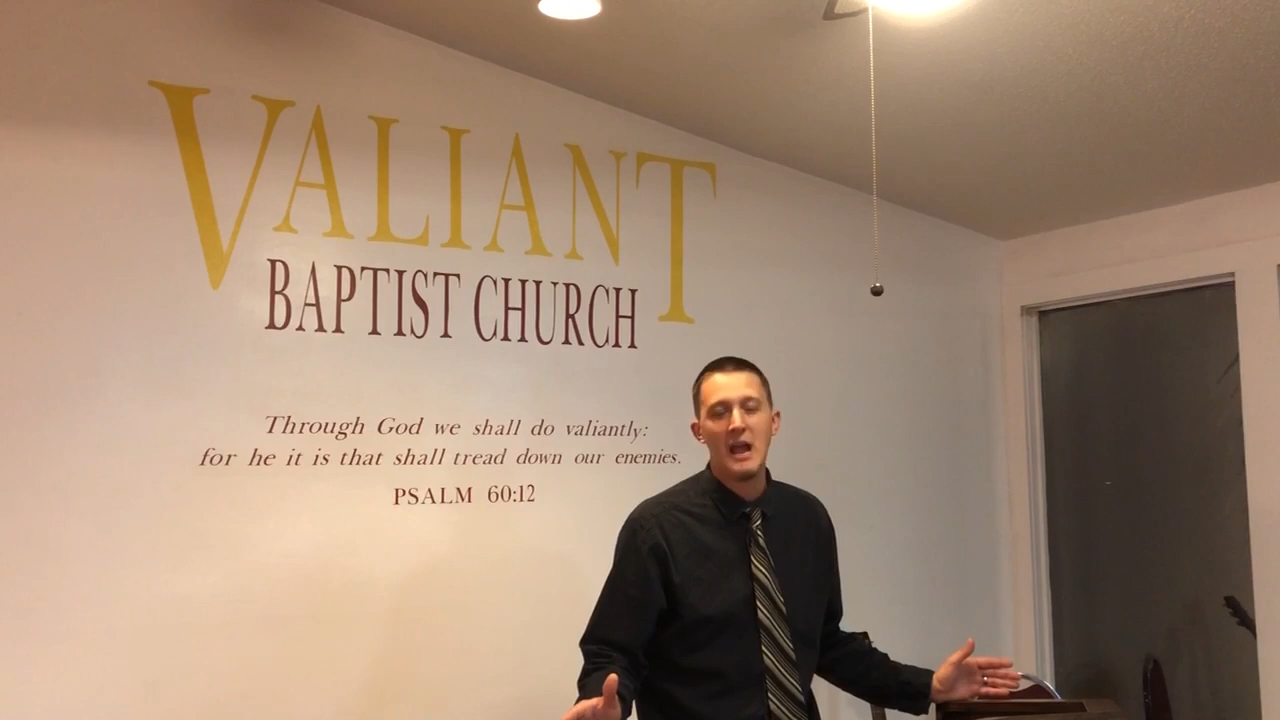 VALIANT
BAPTIST CHURCH
Through God we shall do valiantly:
for he it is that shall tread down our enemies.
PSALM 60:12